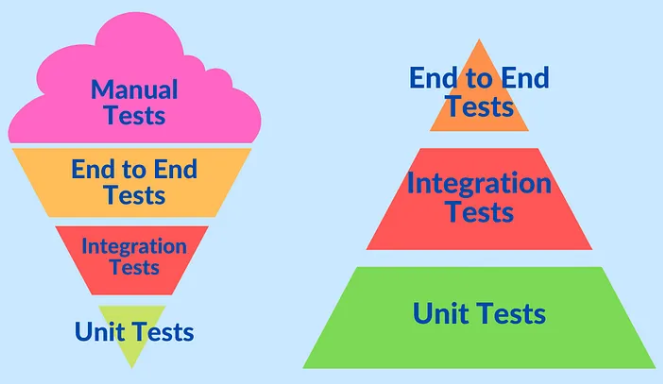 Manual
Tests
End to End
Tests
Integration
Tests
Unit Tests
End to End
Tests
Integration
Tests
Unit Tests